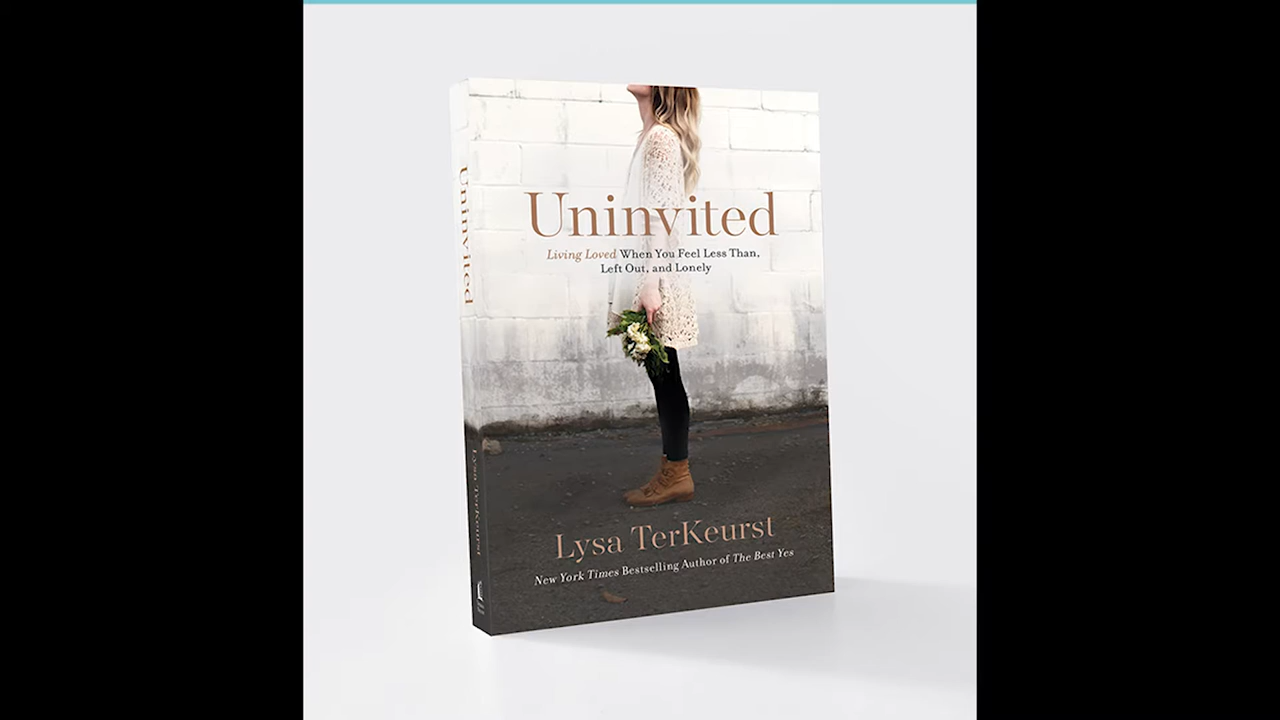 Uninvited
Living Loved When You Feel Less Than,
Left Out, and Lonely
Lysa TerKeurst
New York Times Bestselling Author of The Best Yes
Uninvited
Lysa TerKeurst